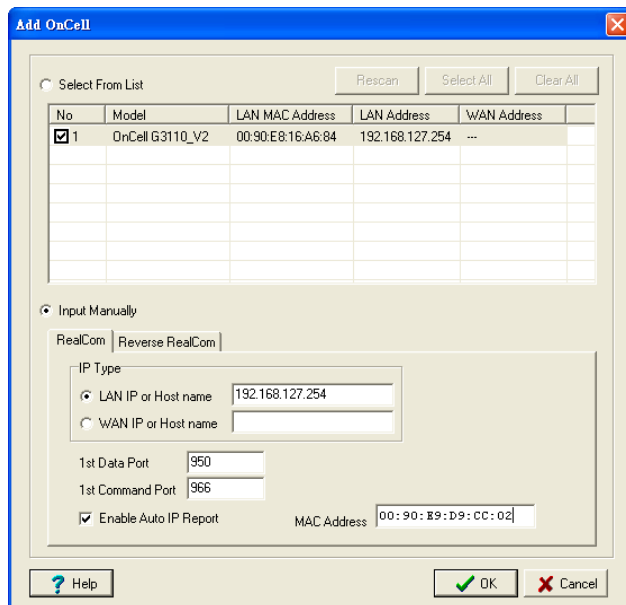 Add OnCell
Select From List
Rescan
Select All
Clear All
No Model LAN MAC Address LAN Address WAN Address
1 OnCell G3110_V2 00:90:E8:16:A6:84 192.168.127.254 ---
Input Manually
RealCom Reverse RealCom
IP Type
LAN IP or Host name 192.168.127.254
WAN IP or Host name
1st Data Port 950
1st Command Port 966
Enable Auto IP Report MAC Address 00:90:E9:D9:CC:02
? Help OK Cancel